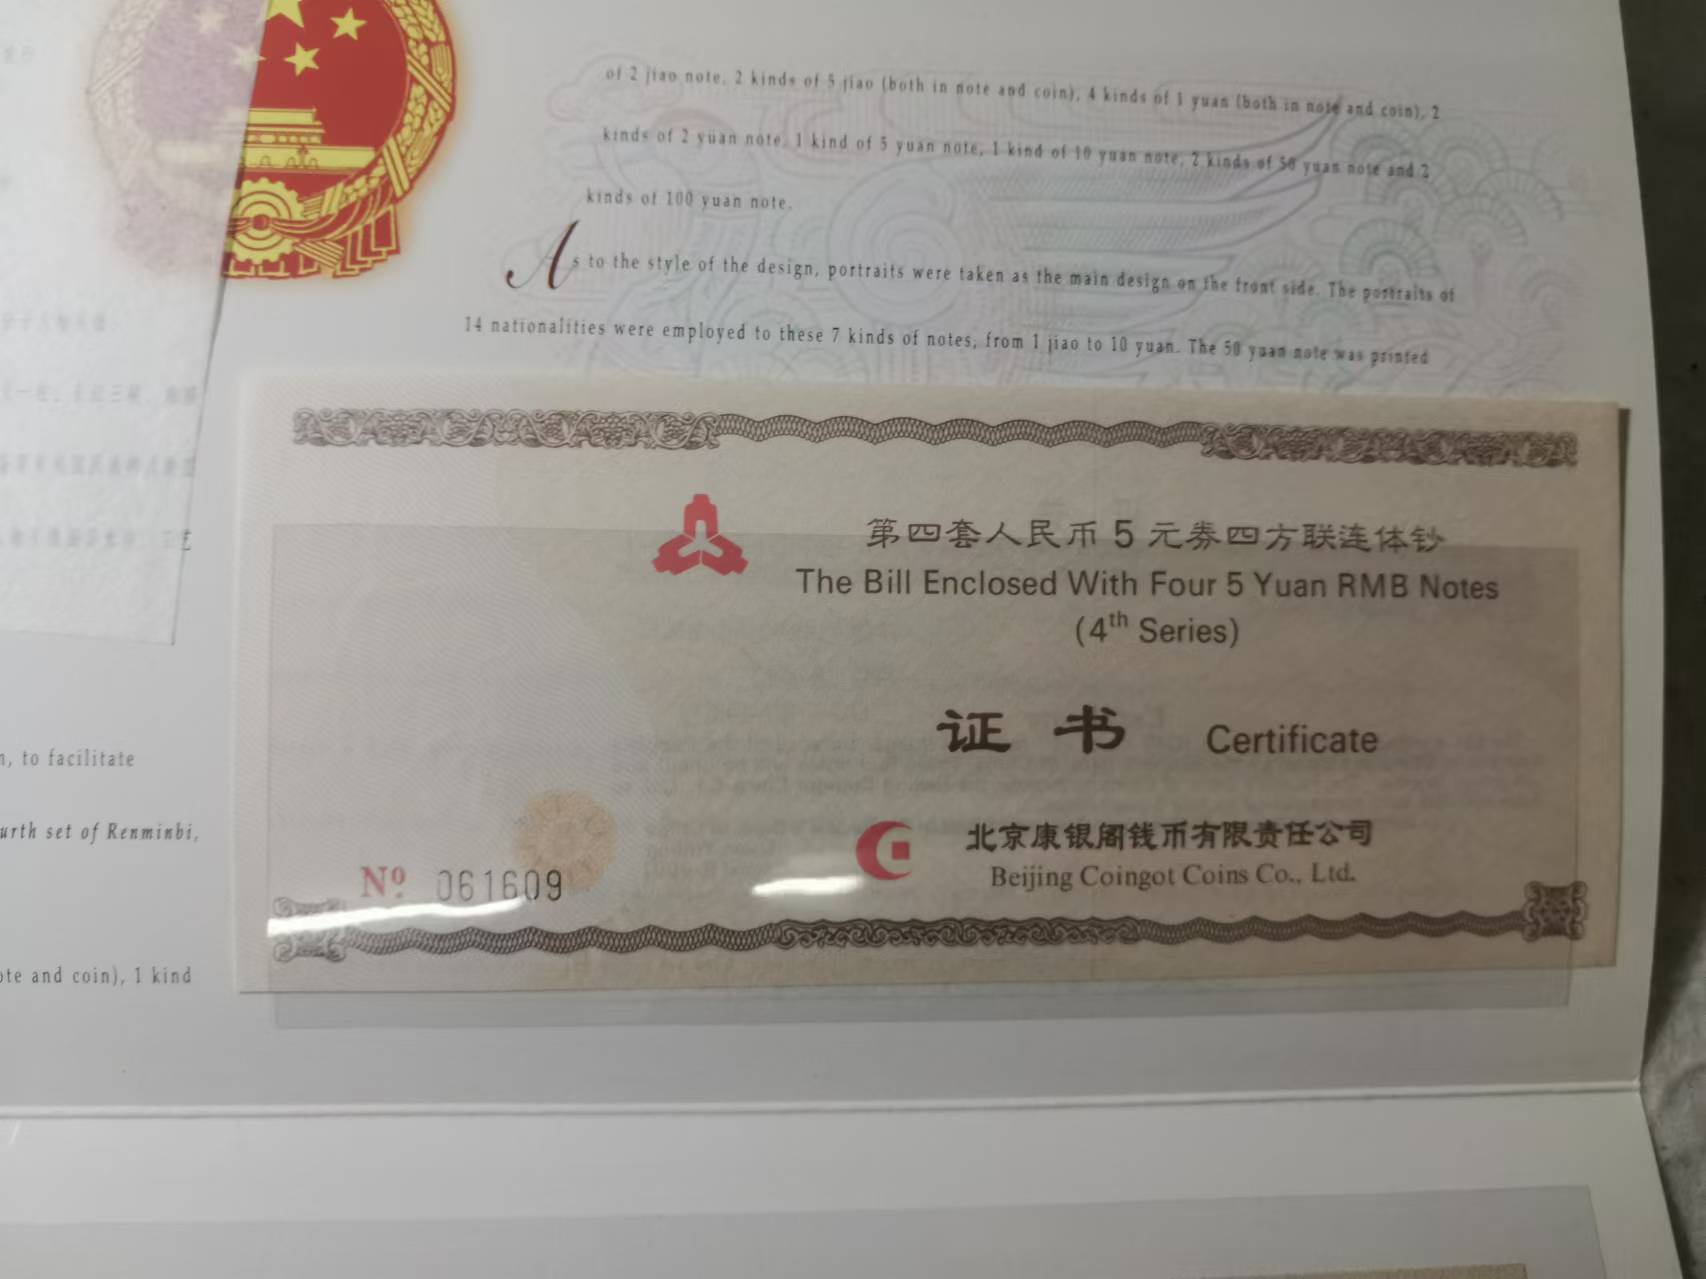 of 2 jiao note, 2 kinds of 5 jiao (both in note and coin), 4 kinds of 1 yuan (both in note and coin), 2
kinds of 2 yuan note, 1 kind of 5 yuan note, 1 kind of 10 yuan note, 2 kinds of 50 yuan note and 2
kinds of 100 yuan note.
As to the style of the design, portraits were taken as the main design on the front side. The portraits of
14 nationalities were employed to these 7 kinds of notes, from 1 jiao to 10 yuan. The 50 yuan note was printed
第四套人民币5元券四方联连体钞
The Bill Enclosed With Four 5 Yuan RMB Notes
(4th Series)
证书 Certificate
北京康银阁钱币有限责任公司
Beijing Coingot Coins Co., Ltd.
Nº 061609
, to facilitate
urth set of Renminbi,
ote and coin), 1 kind